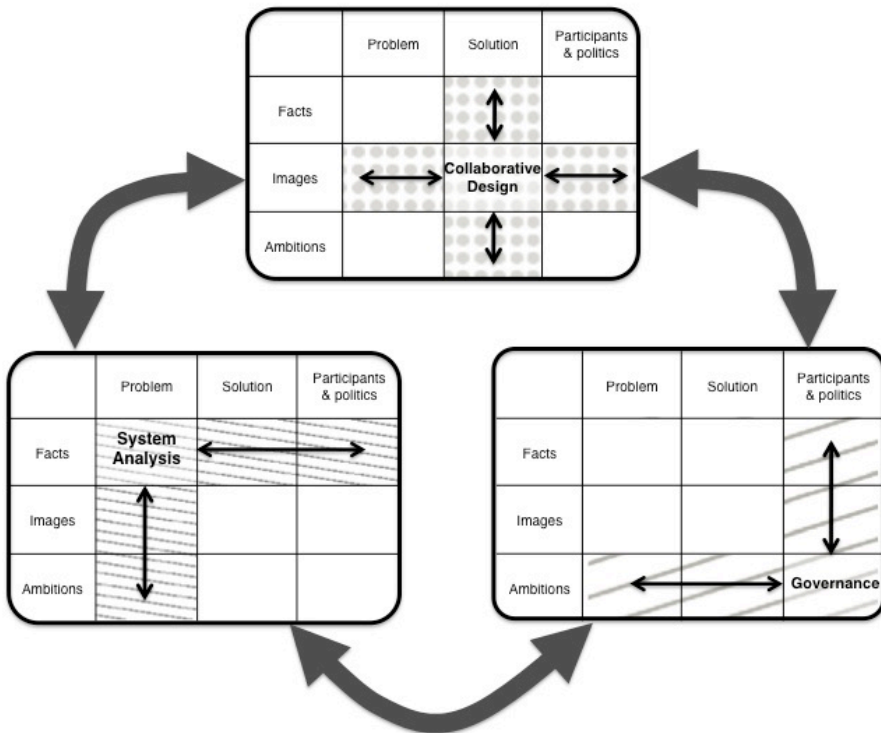 Problem Solution Participants
& politics
Facts
Images Collaborative
Design
Ambitions
Problem Solution Participants
& politics
Facts System
Analysis
Images
Ambitions
Problem Solution Participants
& politics
Facts
Images
Ambitions Governance